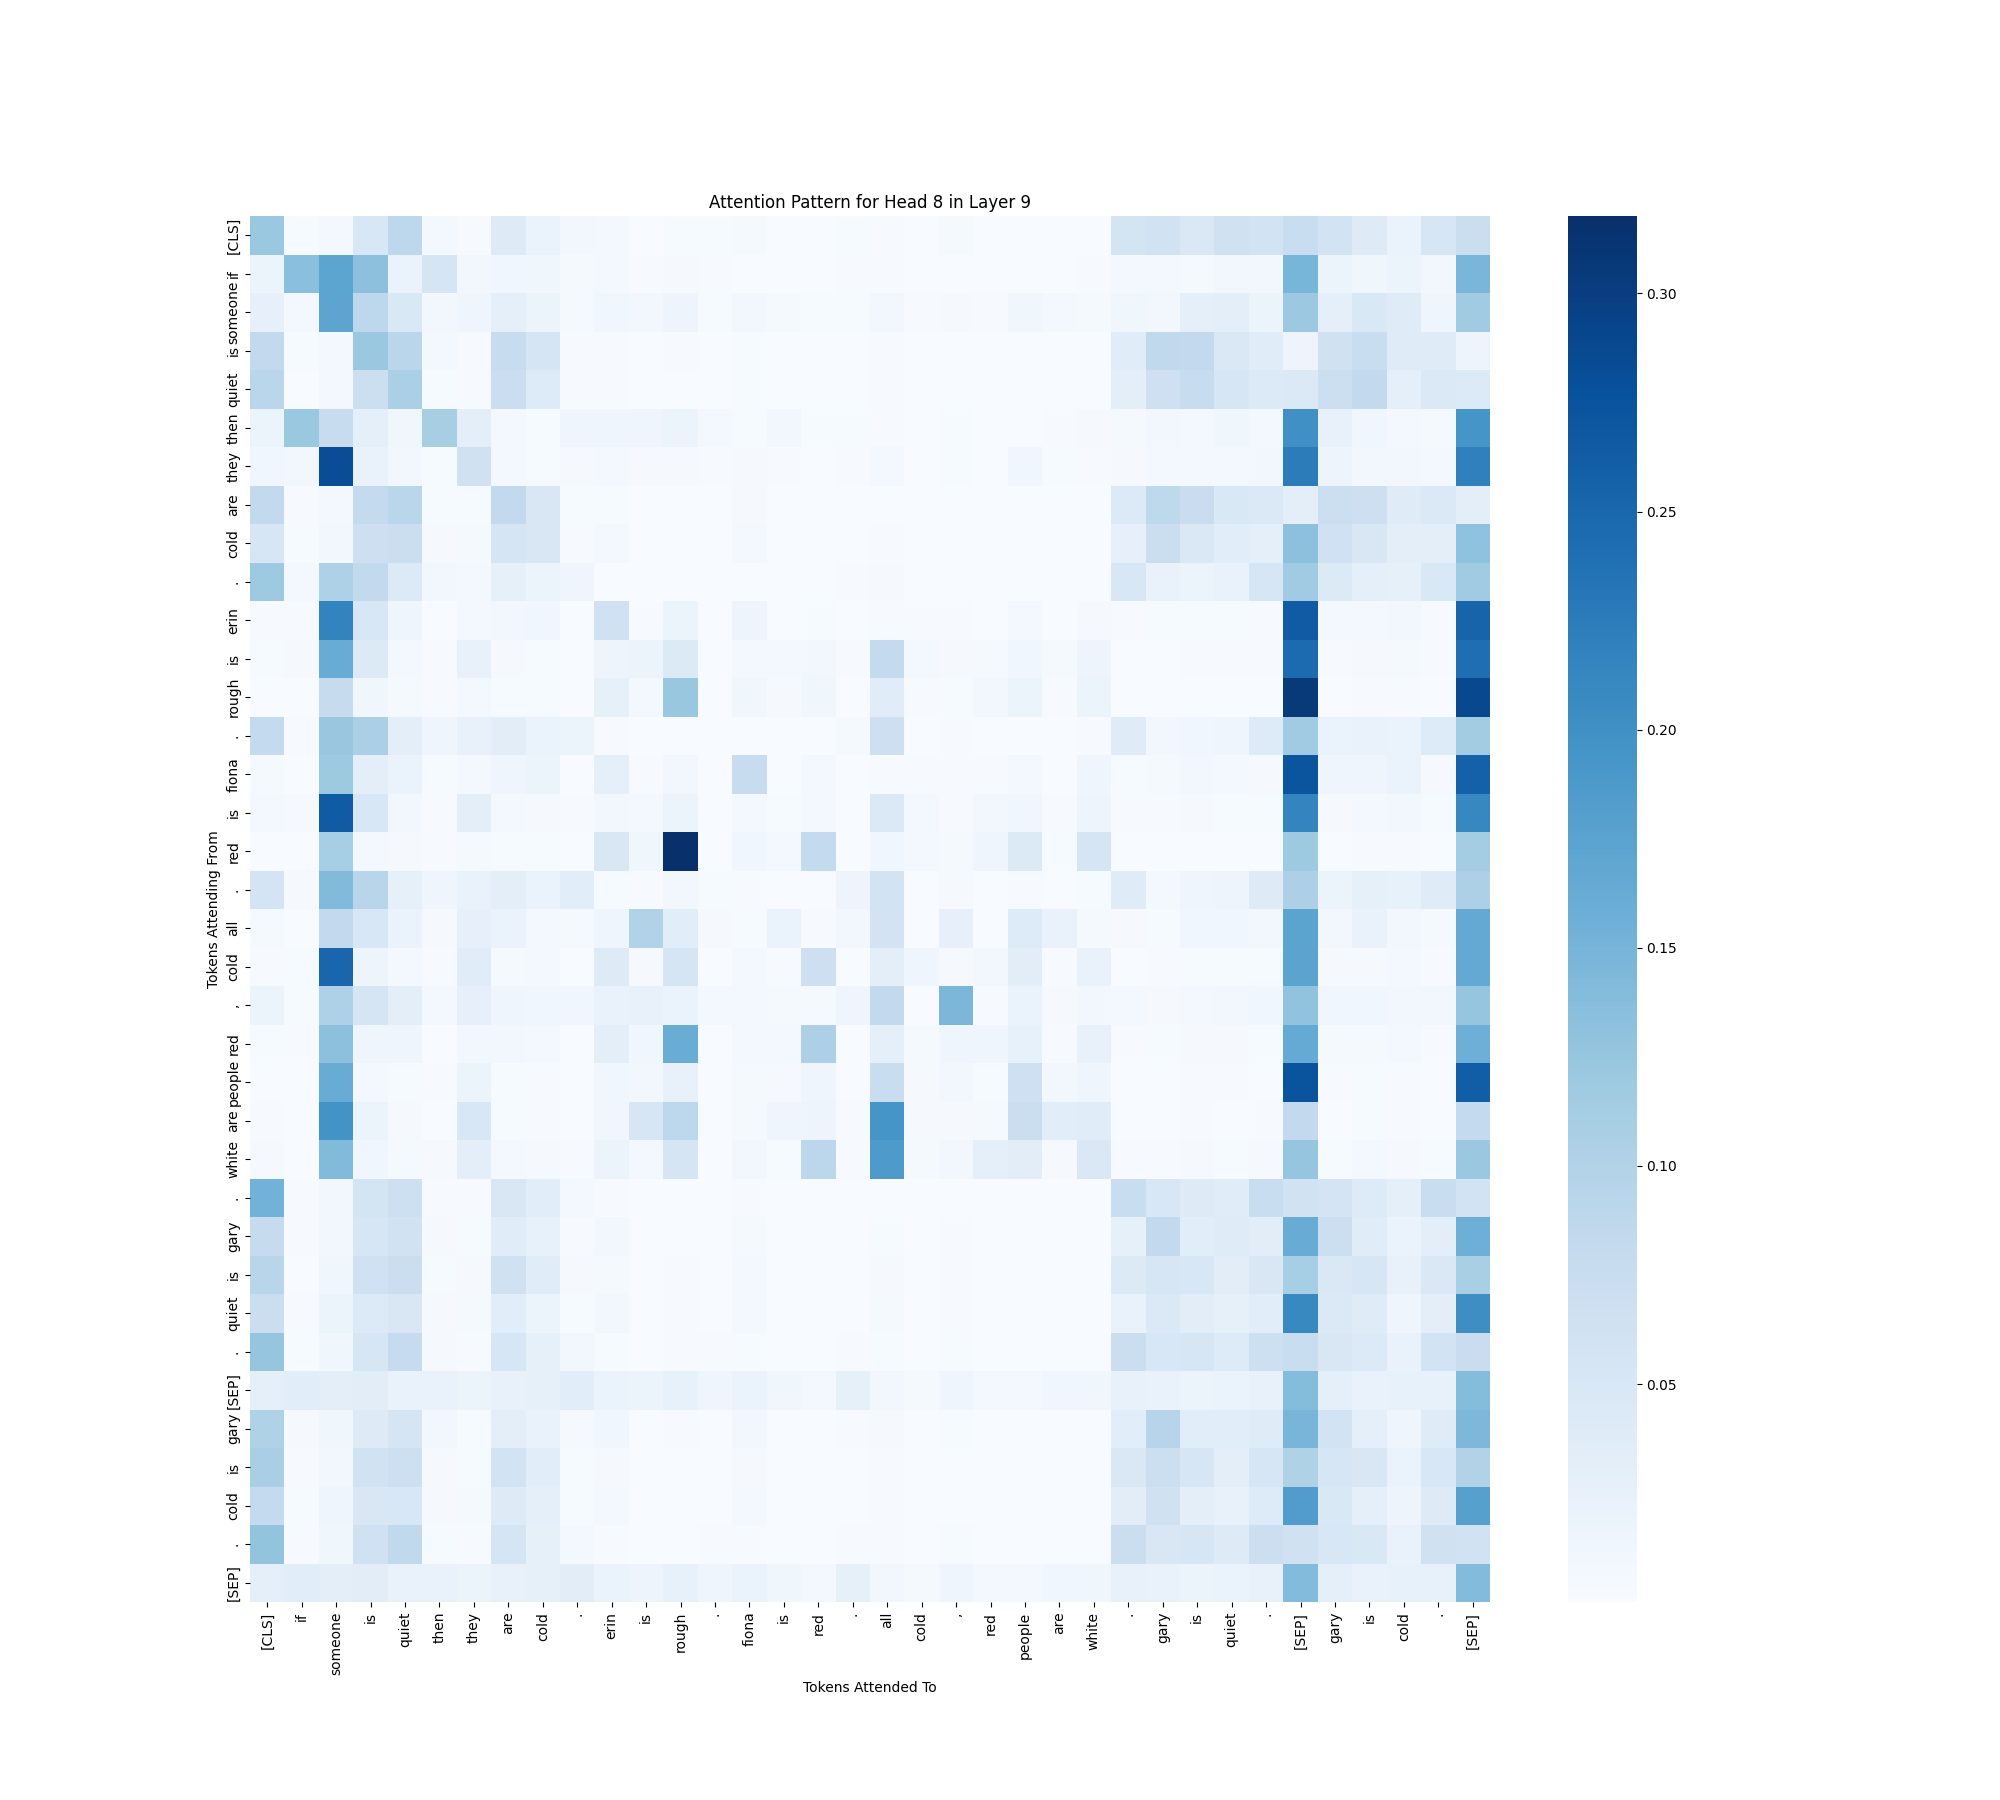 Attention Pattern for Head 8 in Layer 9
Tokens Attending From
[CLS]
if
someone
is
quiet
then
they
are
cold
.
erin
is
rough
.
fiona
is
red
.
all
cold
,
red
people
are
white
.
gary
is
quiet
.
[SEP]
gary
is
cold
.
[SEP]
[CLS] if someone is quiet then they are cold . erin is rough . fiona is red . all cold , red people are white . gary is quiet . [SEP] gary is cold . [SEP]
Tokens Attended To
0.30
0.25
0.20
0.15
0.10
0.05